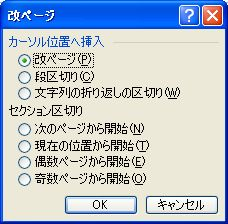 改ページ
カーソル位置へ挿入
改ページ(P)
段区切り(C)
文字列の折り返しの区切り(W)
セクション区切り
次のページから開始(N)
現在の位置から開始(T)
偶数ページから開始(E)
奇数ページから開始(O)
OK
キャンセル